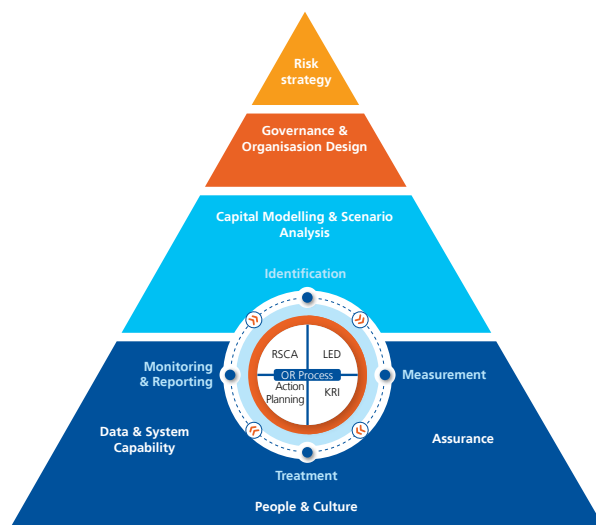 Risk
strategy
Governance &
Organisasion Design
Capital Modelling & Scenario
Analysis
Identification
RSCA
LED
Monitoring
& Reporting
OR Process
Measurement
Action
Planning
KRI
Data & System
Capability
Assurance
Treatment
People & Culture